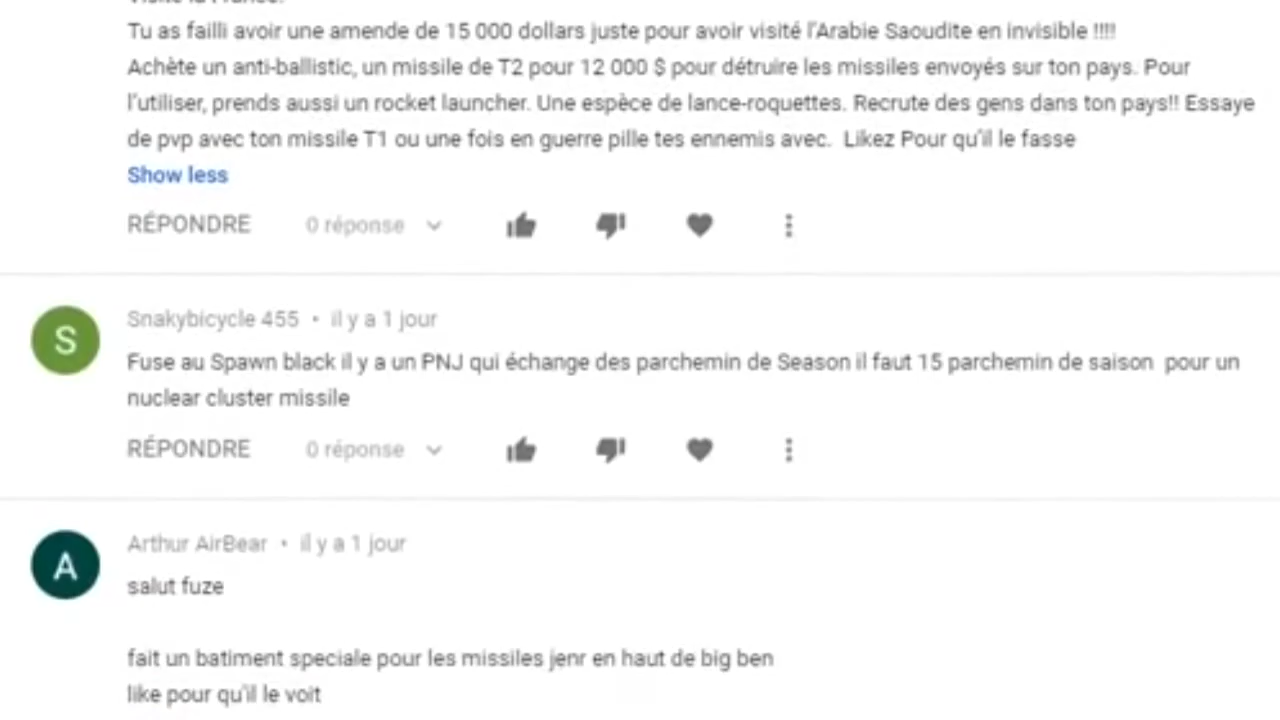 Visite la France.
Tu as failli avoir une amende de 15 000 dollars juste pour avoir visité l'Arabie Saoudite en invisible !!!!
Achète un anti-ballistic, un missile de T2 pour 12 000 $ pour détruire les missiles envoyés sur ton pays. Pour
l'utiliser, prends aussi un rocket launcher. Une espèce de lance-roquettes. Recrute des gens dans ton pays!! Essaye
de pvp avec ton missile T1 ou une fois en guerre pille tes ennemis avec.  Likez Pour qu'il le fasse
Show less
RÉPONDRE 0 réponse
S
Snakybicycle 455 • il y a 1 jour
Fuse au Spawn black il y a un PNJ qui échange des parchemin de Season il faut 15 parchemin de saison  pour un
nuclear cluster missile
RÉPONDRE 0 réponse
A
Arthur AirBear • il y a 1 jour
salut fuze
fait un batiment speciale pour les missiles jenr en haut de big ben
like pour qu'il le voit